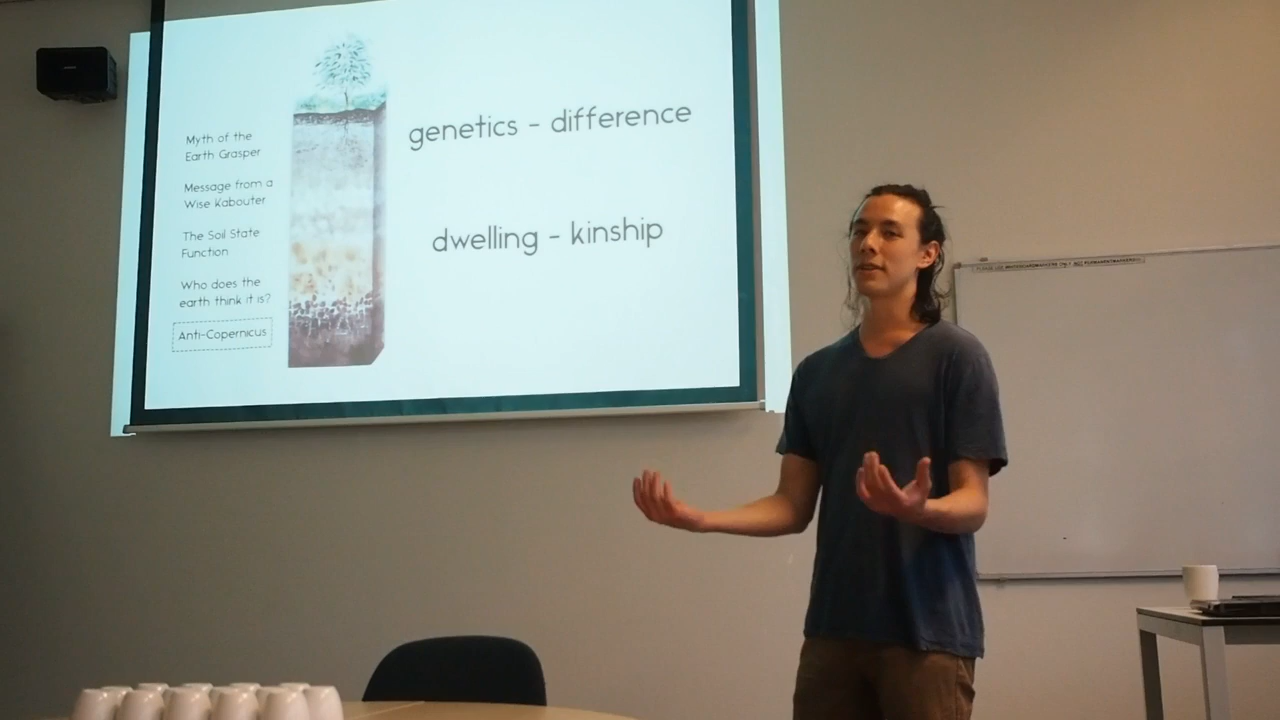 Myth of the
Earth Grasper
Message from a
Wise Kabouter
The Soil State
Function
Who does the
earth think it is?
Anti-Copernicus
genetics - difference
dwelling - kinship